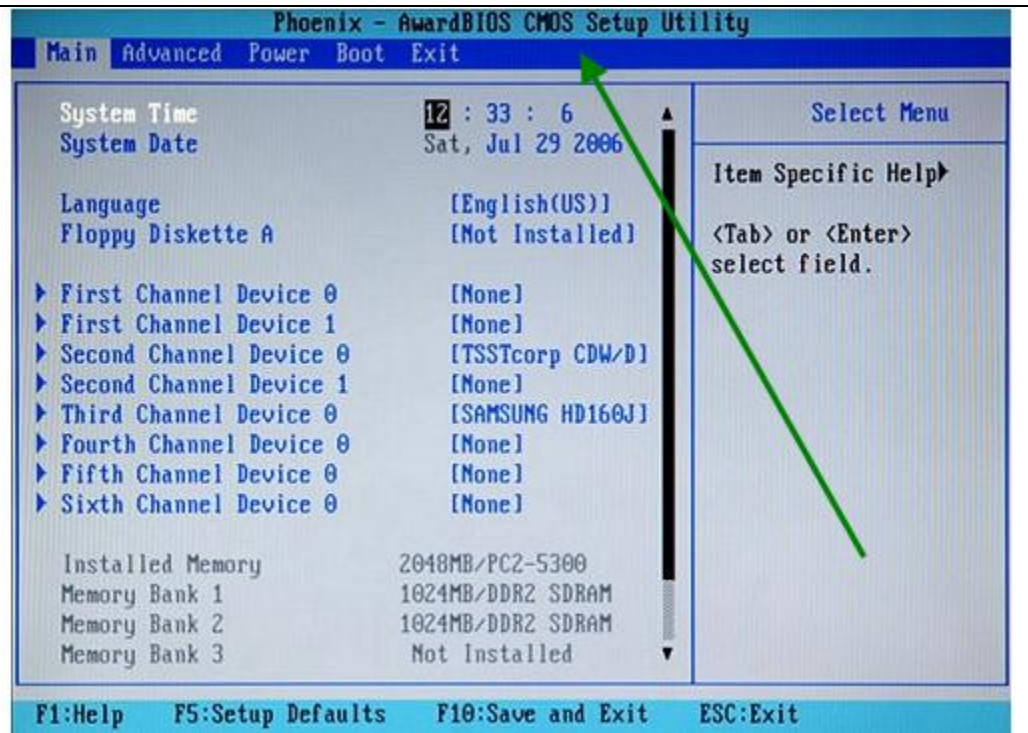 Phoenix - AwardBIOS CMOS Setup Utility
Main Advanced Power Boot Exit
System Time 12 : 33 : 6
System Date Sat, Jul 29 2006
Language [English(US)]
Floppy Diskette A [Not Installed]
First Channel Device 0 [None]
First Channel Device 1 [None]
Second Channel Device 0 [TSSTcorp CDW/D]
Second Channel Device 1 [None]
Third Channel Device 0 [SAMSUNG HD160J]
Fourth Channel Device 0 [None]
Fifth Channel Device 0 [None]
Sixth Channel Device 0 [None]
Installed Memory 2048MB/PC2-5300
Memory Bank 1 1024MB/DDR2 SDRAM
Memory Bank 2 1024MB/DDR2 SDRAM
Memory Bank 3 Not Installed
Select Menu
Item Specific Help
<Tab> or <Enter>
select field.
F1:Help F5:Setup Defaults F10:Save and Exit ESC:Exit